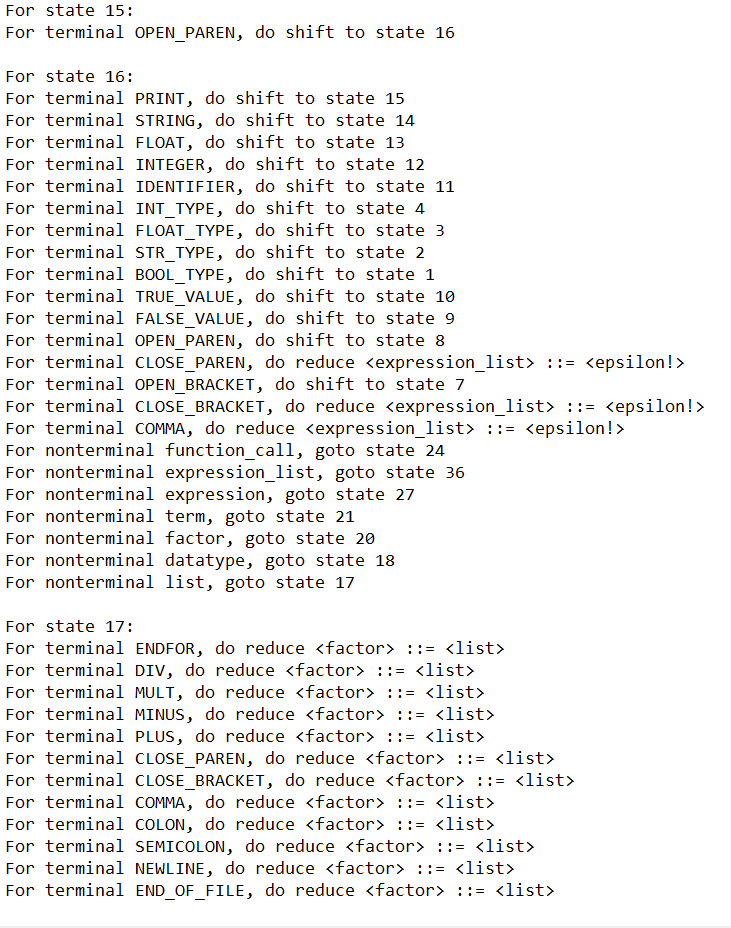 For state 15:
For terminal OPEN_PAREN, do shift to state 16

For state 16:
For terminal PRINT, do shift to state 15
For terminal STRING, do shift to state 14
For terminal FLOAT, do shift to state 13
For terminal INTEGER, do shift to state 12
For terminal IDENTIFIER, do shift to state 11
For terminal INT_TYPE, do shift to state 4
For terminal FLOAT_TYPE, do shift to state 3
For terminal STR_TYPE, do shift to state 2
For terminal BOOL_TYPE, do shift to state 1
For terminal TRUE_VALUE, do shift to state 10
For terminal FALSE_VALUE, do shift to state 9
For terminal OPEN_PAREN, do shift to state 8
For terminal CLOSE_PAREN, do reduce <expression_list> ::= <epsilon!>
For terminal OPEN_BRACKET, do shift to state 7
For terminal CLOSE_BRACKET, do reduce <expression_list> ::= <epsilon!>
For terminal COMMA, do reduce <expression_list> ::= <epsilon!>
For nonterminal function_call, goto state 24
For nonterminal expression_list, goto state 36
For nonterminal expression, goto state 27
For nonterminal term, goto state 21
For nonterminal factor, goto state 20
For nonterminal datatype, goto state 18
For nonterminal list, goto state 17

For state 17:
For terminal ENDFOR, do reduce <factor> ::= <list>
For terminal DIV, do reduce <factor> ::= <list>
For terminal MULT, do reduce <factor> ::= <list>
For terminal MINUS, do reduce <factor> ::= <list>
For terminal PLUS, do reduce <factor> ::= <list>
For terminal CLOSE_PAREN, do reduce <factor> ::= <list>
For terminal CLOSE_BRACKET, do reduce <factor> ::= <list>
For terminal COMMA, do reduce <factor> ::= <list>
For terminal COLON, do reduce <factor> ::= <list>
For terminal SEMICOLON, do reduce <factor> ::= <list>
For terminal NEWLINE, do reduce <factor> ::= <list>
For terminal END_OF_FILE, do reduce <factor> ::= <list>